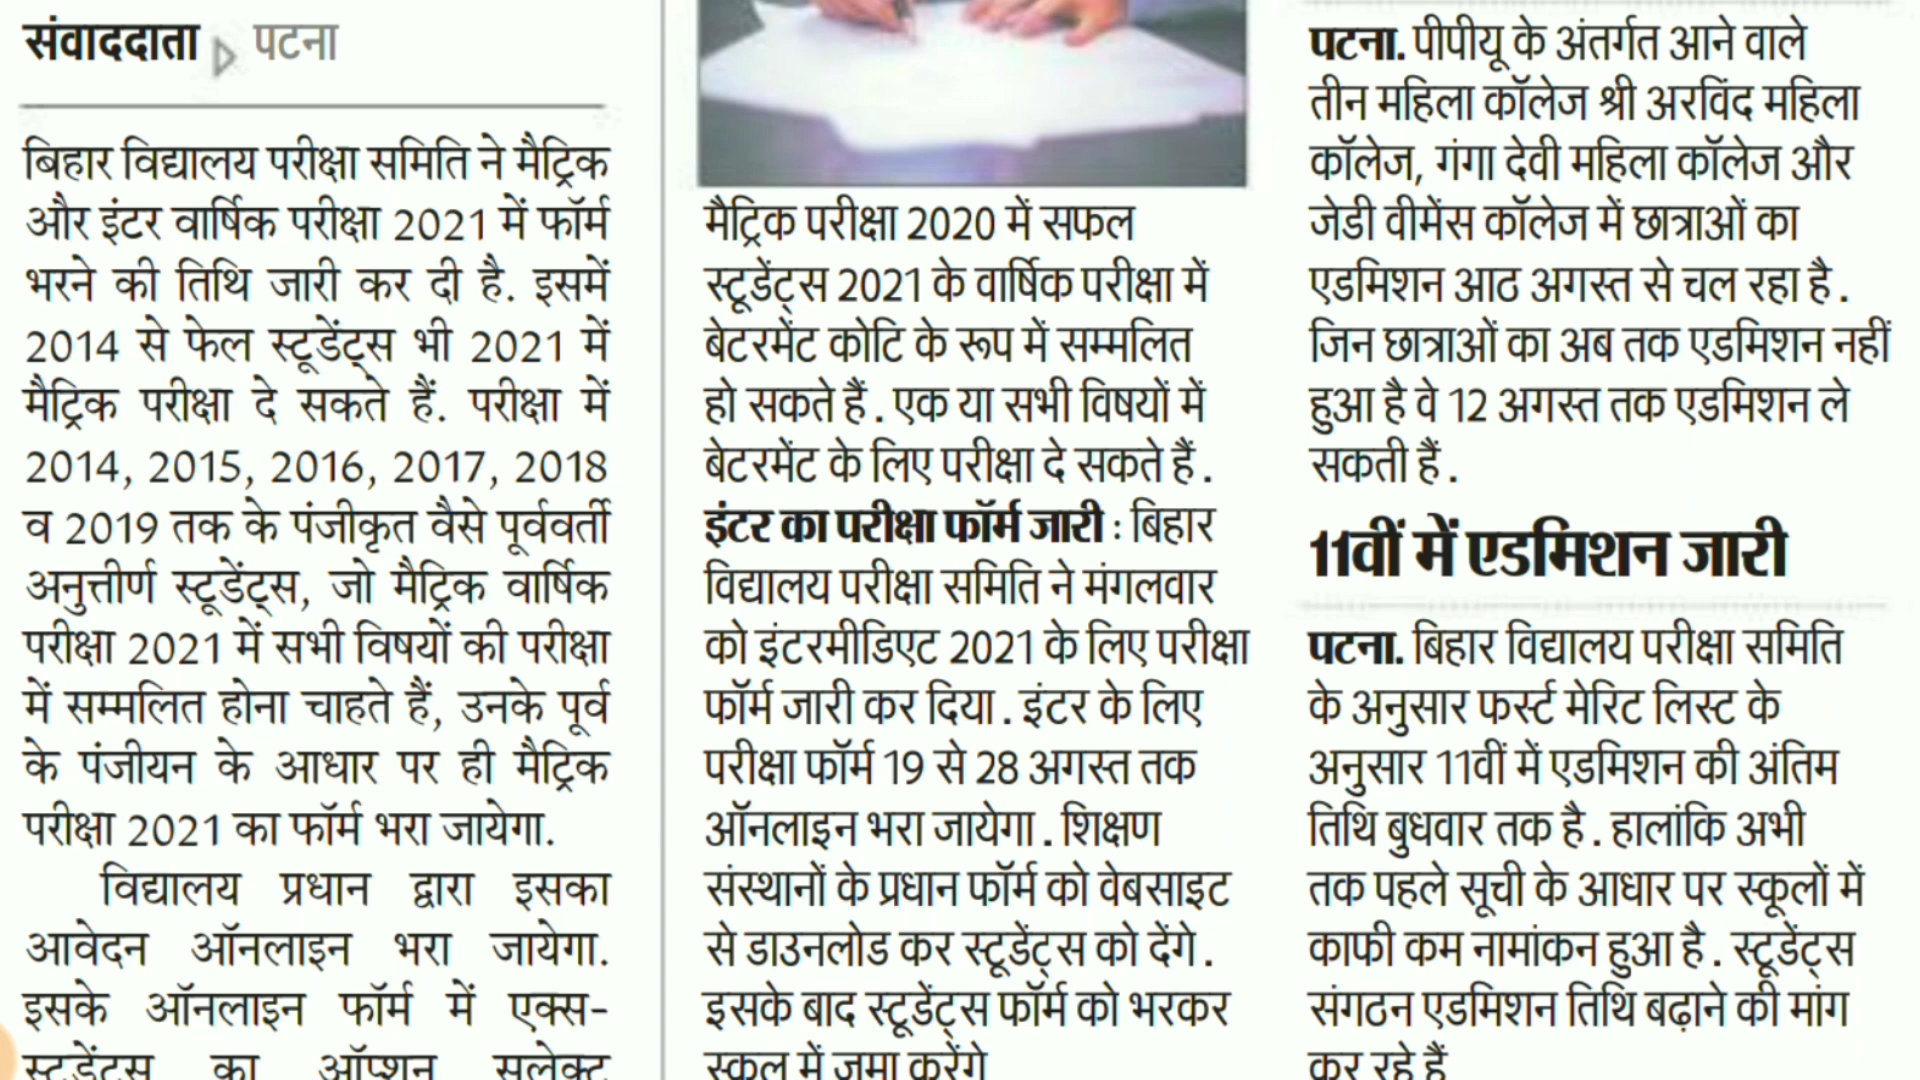 संवाददाता पटना
बिहार विद्यालय परीक्षा समिति ने मैट्रिक
और इंटर वार्षिक परीक्षा 2021 में फॉर्म
भरने की तिथि जारी कर दी है. इसमें
2014 से फेल स्टूडेंट्स भी 2021 में
मैट्रिक परीक्षा दे सकते हैं. परीक्षा में
2014, 2015, 2016, 2017, 2018
व 2019 तक के पंजीकृत वैसे पूर्ववर्ती
अनुत्तीर्ण स्टूडेंट्स, जो मैट्रिक वार्षिक
परीक्षा 2021 में सभी विषयों की परीक्षा
में सम्मलित होना चाहते हैं, उनके पूर्व
के पंजीयन के आधार पर ही मैट्रिक
परीक्षा 2021 का फॉर्म भरा जायेगा.
विद्यालय प्रधान द्वारा इसका
आवेदन ऑनलाइन भरा जायेगा.
इसके ऑनलाइन फॉर्म में एक्स-
स्टूडेंट्स का ऑप्शन सलेक्ट
मैट्रिक परीक्षा 2020 में सफल
स्टूडेंट्स 2021 के वार्षिक परीक्षा में
बेटरमेंट कोटि के रूप में सम्मलित
हो सकते हैं. एक या सभी विषयों में
बेटरमेंट के लिए परीक्षा दे सकते हैं.
इंटर का परीक्षा फॉर्म जारी : बिहार
विद्यालय परीक्षा समिति ने मंगलवार
को इंटरमीडिएट 2021 के लिए परीक्षा
फॉर्म जारी कर दिया. इंटर के लिए
परीक्षा फॉर्म 19 से 28 अगस्त तक
ऑनलाइन भरा जायेगा. शिक्षण
संस्थानों के प्रधान फॉर्म को वेबसाइट
से डाउनलोड कर स्टूडेंट्स को देंगे.
इसके बाद स्टूडेंट्स फॉर्म को भरकर
स्कूल में जमा करेंगे
पटना. पीपीयू के अंतर्गत आने वाले
तीन महिला कॉलेज श्री अरविंद महिला
कॉलेज, गंगा देवी महिला कॉलेज और
जेडी वीमेंस कॉलेज में छात्राओं का
एडमिशन आठ अगस्त से चल रहा है.
जिन छात्राओं का अब तक एडमिशन नहीं
हुआ है वे 12 अगस्त तक एडमिशन ले
सकती हैं.
11वीं में एडमिशन जारी
पटना. बिहार विद्यालय परीक्षा समिति
के अनुसार फर्स्ट मेरिट लिस्ट के
अनुसार 11वीं में एडमिशन की अंतिम
तिथि बुधवार तक है. हालांकि अभी
तक पहले सूची के आधार पर स्कूलों में
काफी कम नामांकन हुआ है. स्टूडेंट्स
संगठन एडमिशन तिथि बढ़ाने की मांग
कर रहे हैं